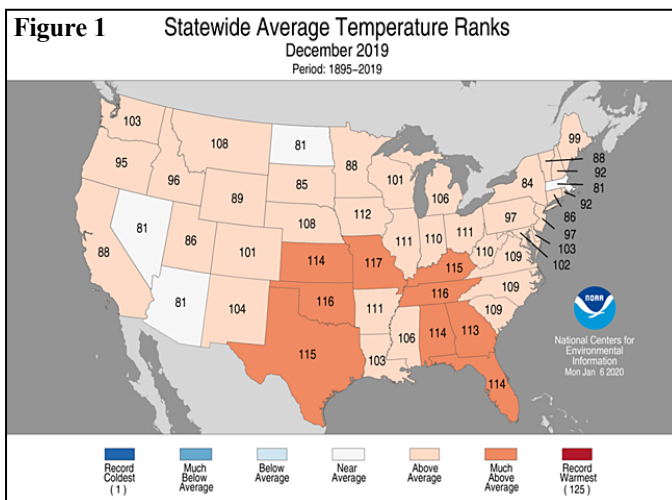 Figure 1
Statewide Average Temperature Ranks
December 2019
Period: 1895–2019
103
108
81
88
99
88
92
81
92
86
97
103
102
95
96
89
85
101
106
84
97
88
81
86
101
108
112
111
110
111
110
109
81
104
114
117
115
116
109
109
115
116
111
103
106
114
113
114
NOAA
National Centers for
Environmental
Information
Mon Jan 6 2020
Record
Coldest
(1)
Much
Below
Average
Below
Average
Near
Average
Above
Average
Much
Above
Average
Record
Warmest
(125)